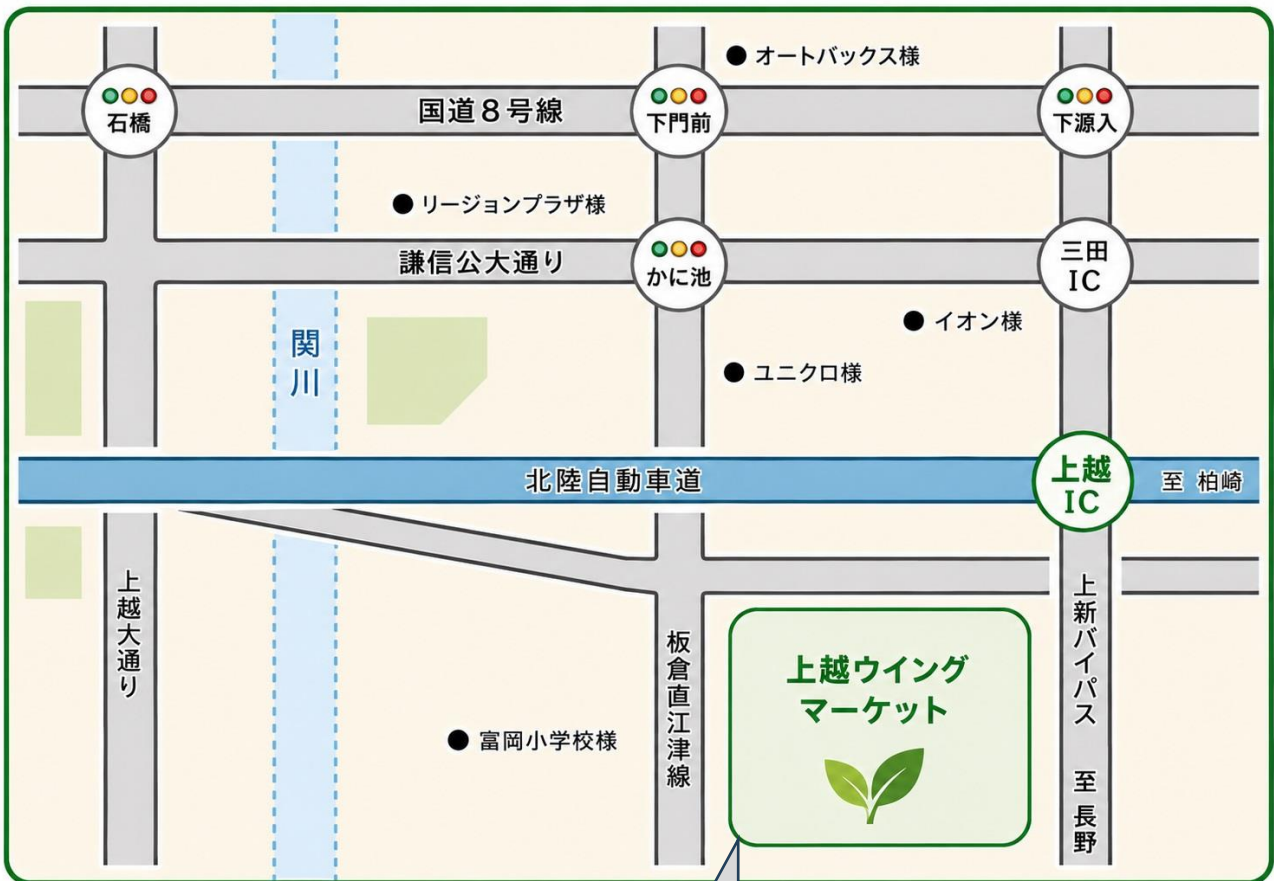 オートバックス様
石橋
国道8号線
下門前
下源入
リージョンプラザ様
謙信公大通り
かに池
三田
IC
イオン様
関川
ユニクロ様
北陸自動車道
上越
IC
至 柏崎
上越大通り
板倉直江津線
上越ウイング
マーケット
上新バイパス 至 長野
富岡小学校様